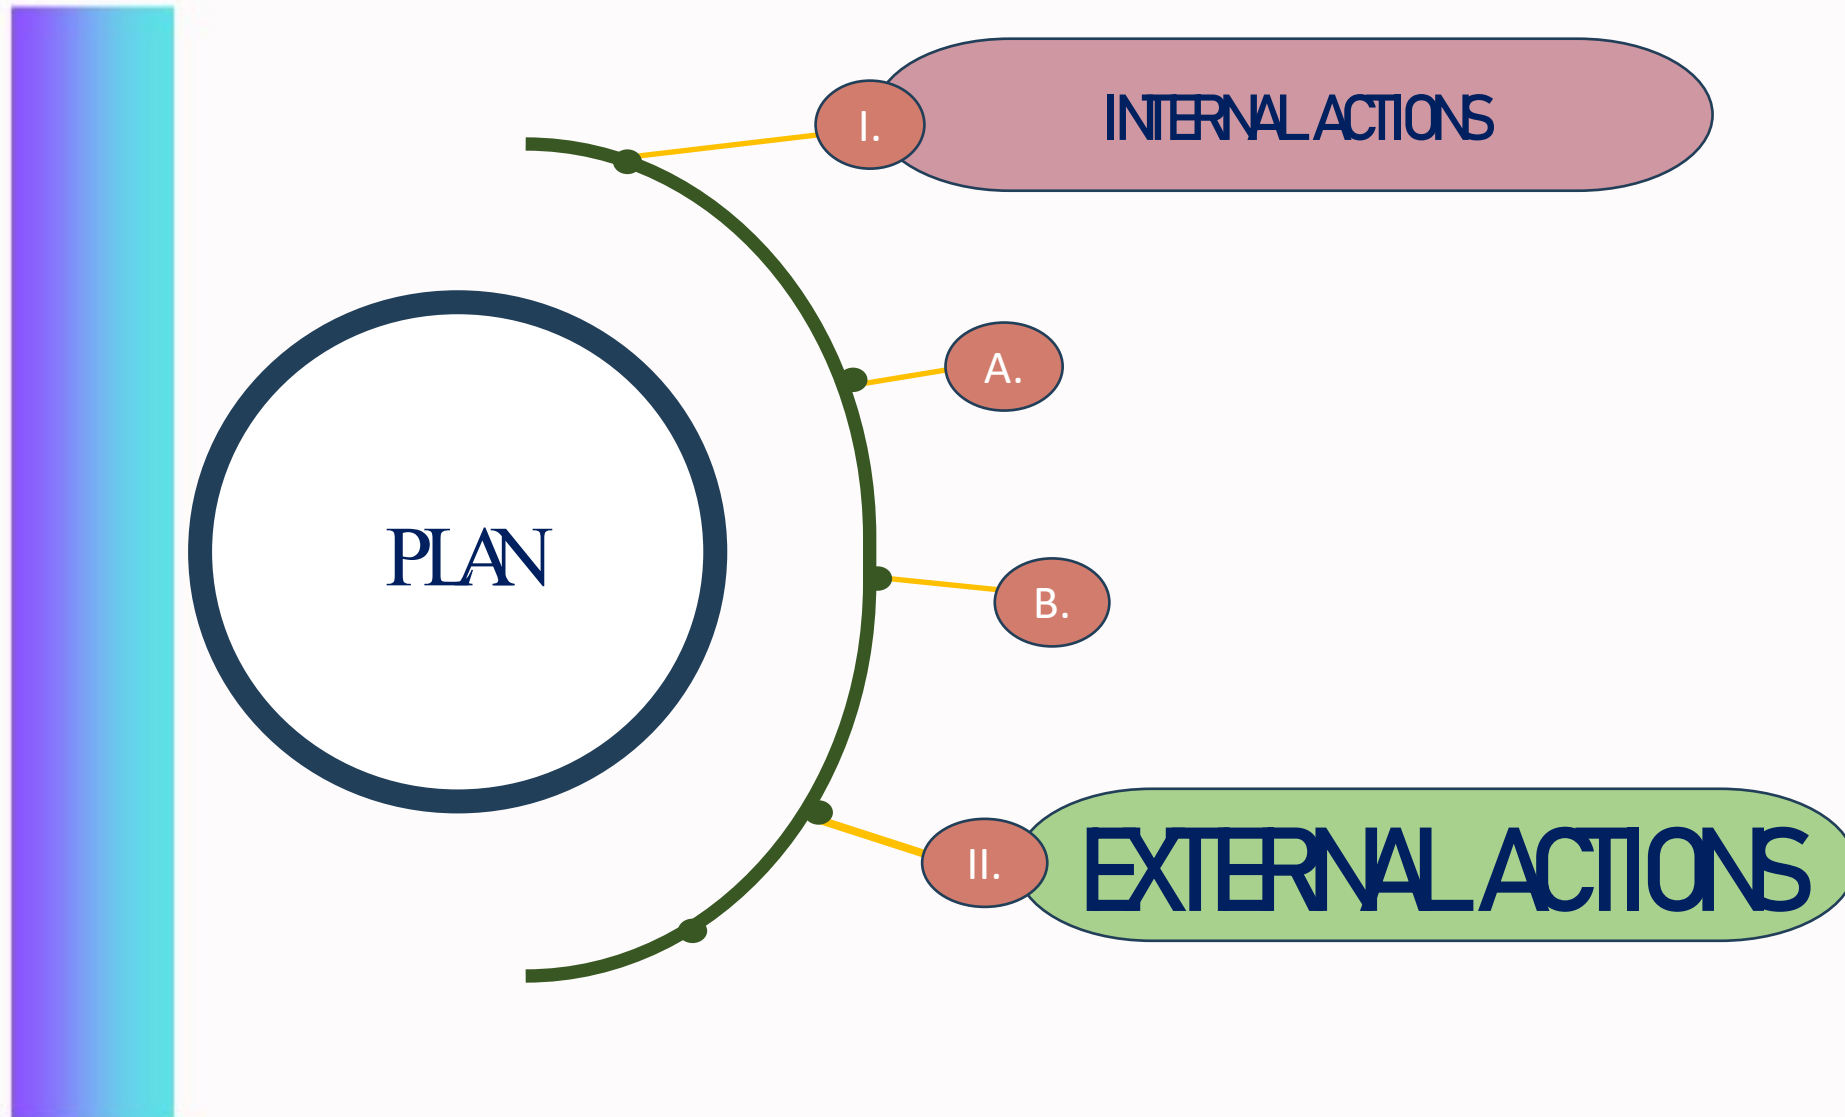 I.
INTERNAL ACTIONS
A.
PLAN
B.
II.
EXTERNAL ACTIONS